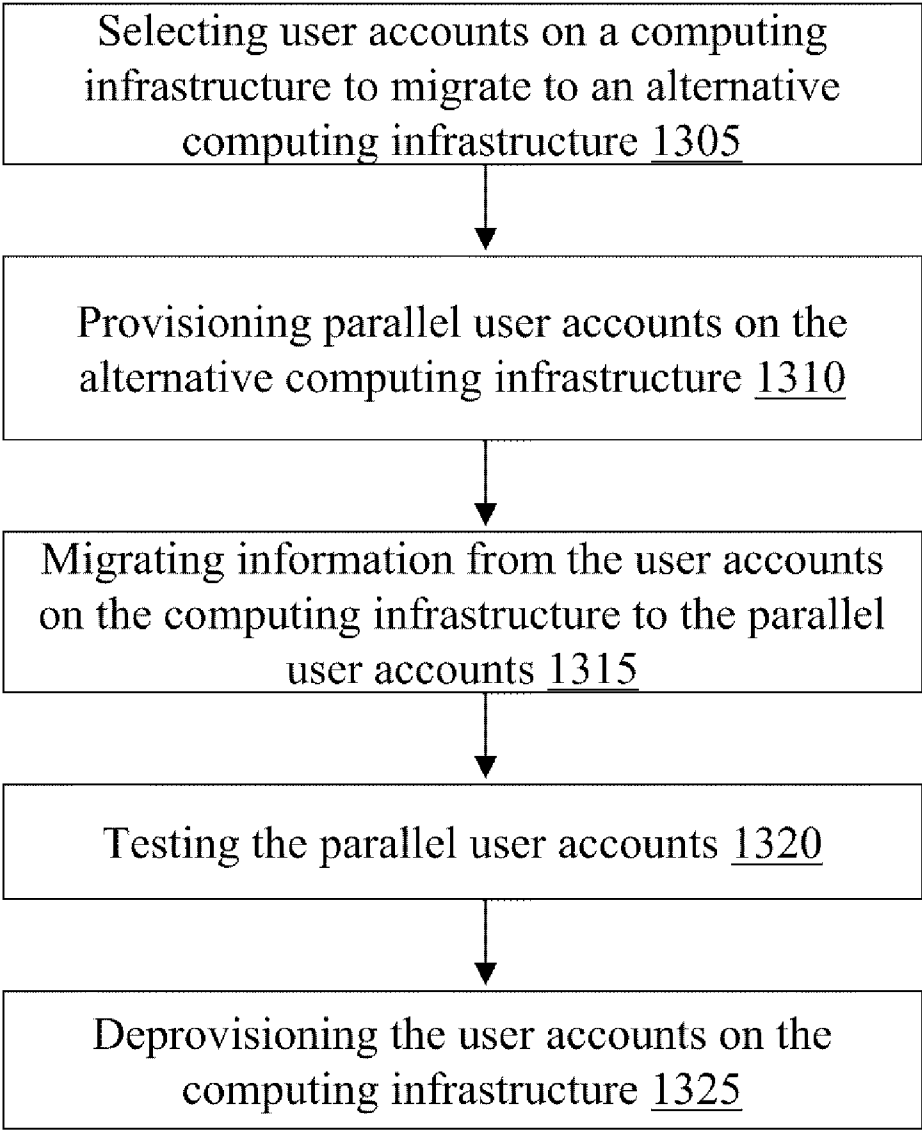 Selecting user accounts on a computing
infrastructure to migrate to an alternative
computing infrastructure 1305
Provisioning parallel user accounts on the
alternative computing infrastructure 1310
Migrating information from the user accounts
on the computing infrastructure to the parallel
user accounts 1315
Testing the parallel user accounts 1320
Deprovisioning the user accounts on the
computing infrastructure 1325